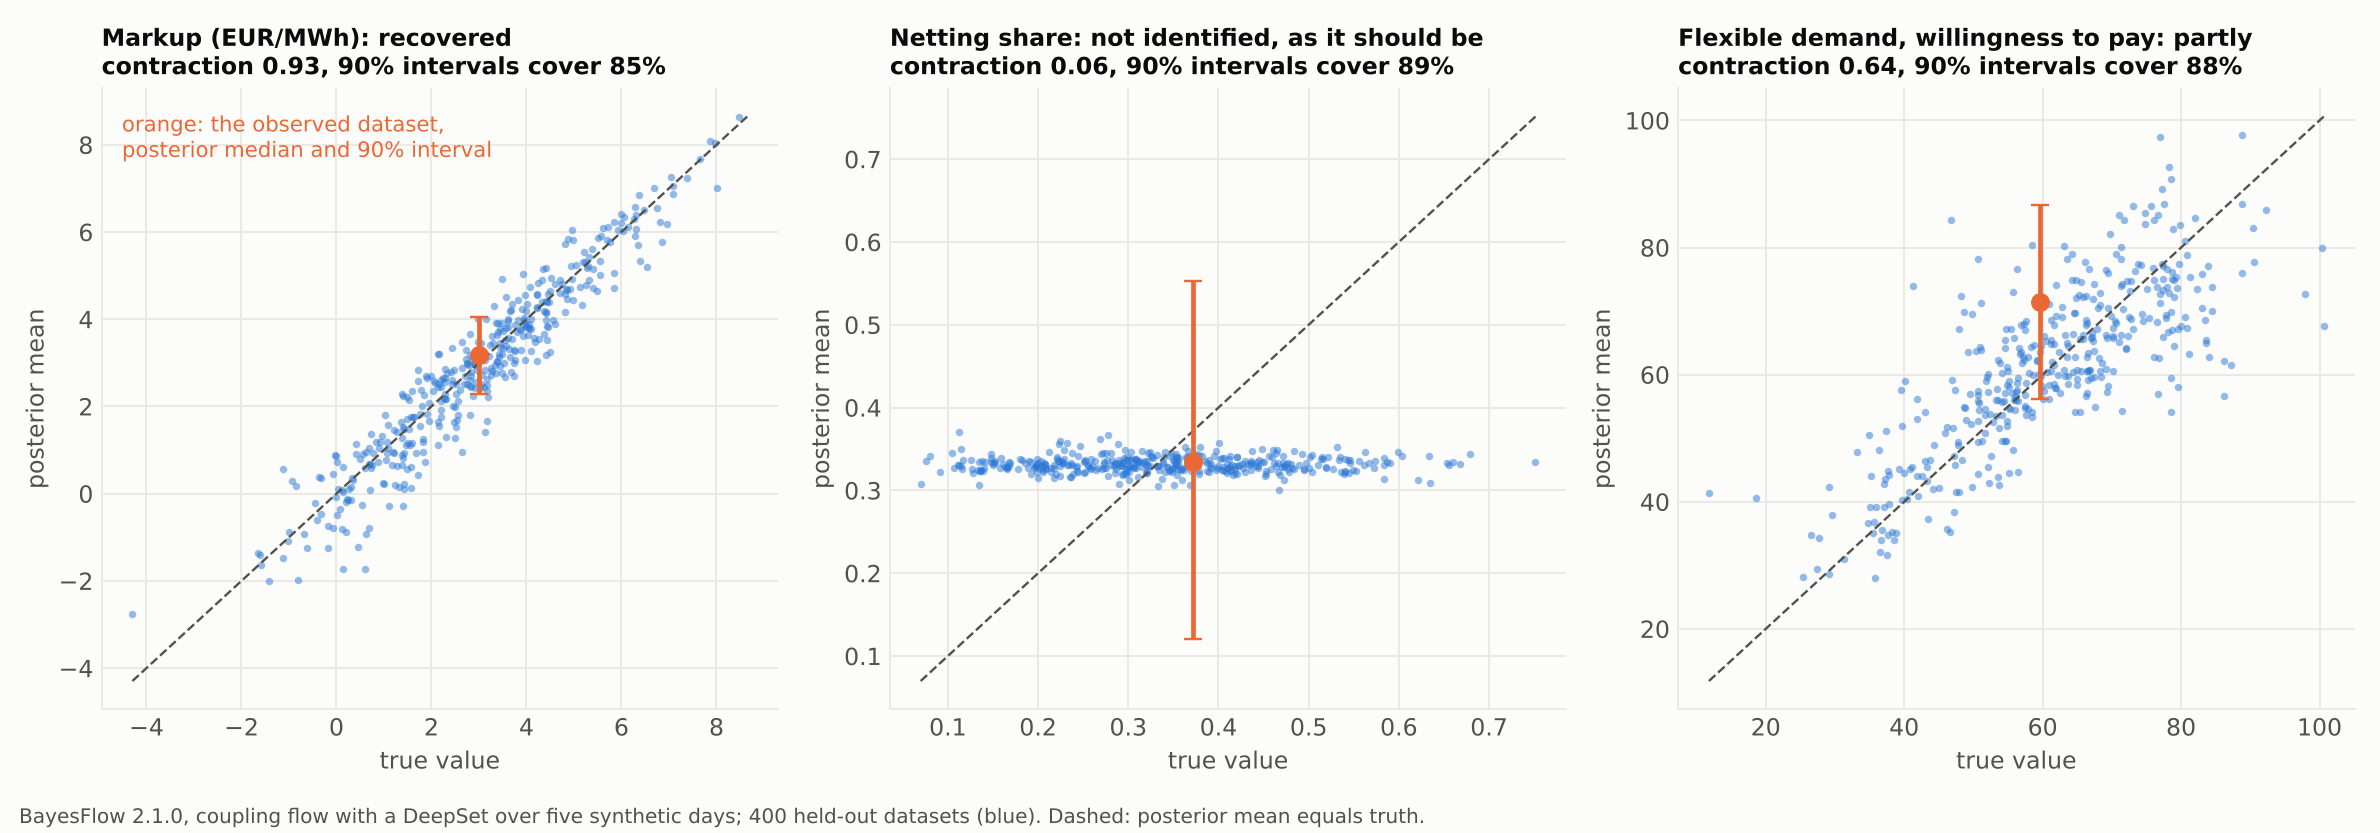 Markup (EUR/MWh): recovered
contraction 0.93, 90% intervals cover 85%
orange: the observed dataset,
posterior median and 90% interval
8
6
4
2
0
−2
−4
posterior mean
−4 −2 0 2 4 6 8
true value
Netting share: not identified, as it should be
contraction 0.06, 90% intervals cover 89%
0.7
0.6
0.5
0.4
0.3
0.2
0.1
posterior mean
0.1 0.2 0.3 0.4 0.5 0.6 0.7
true value
Flexible demand, willingness to pay: partly
contraction 0.64, 90% intervals cover 88%
100
80
60
40
20
posterior mean
20 40 60 80 100
true value
BayesFlow 2.1.0, coupling flow with a DeepSet over five synthetic days; 400 held-out datasets (blue). Dashed: posterior mean equals truth.